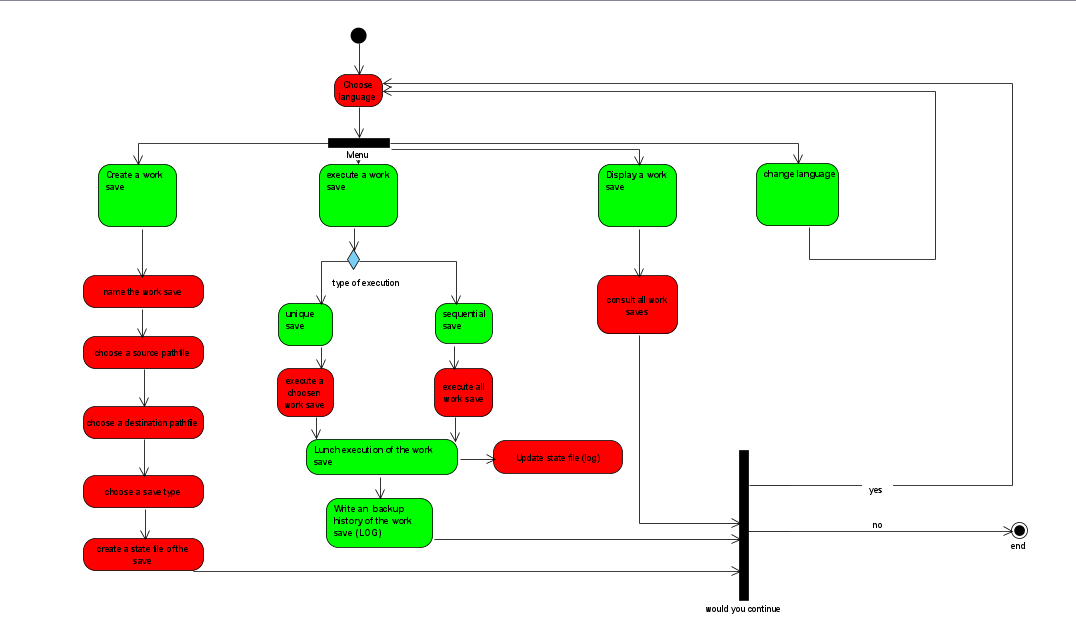 Choose
language
Menu
Create a work
save
execute a work
save
Display a work
save
change language
type of execution
name the work save
choose a source pathfile
choose a destination pathfile
choose a save type
create a state file of the
save
unique
save
sequential
save
execute a
choosen
work save
execute all
work save
Lunch execution of the work
save
Update state file (log)
Write an backup
history of the work
save (LOG)
consult all work
saves
yes
no
end
would you continue